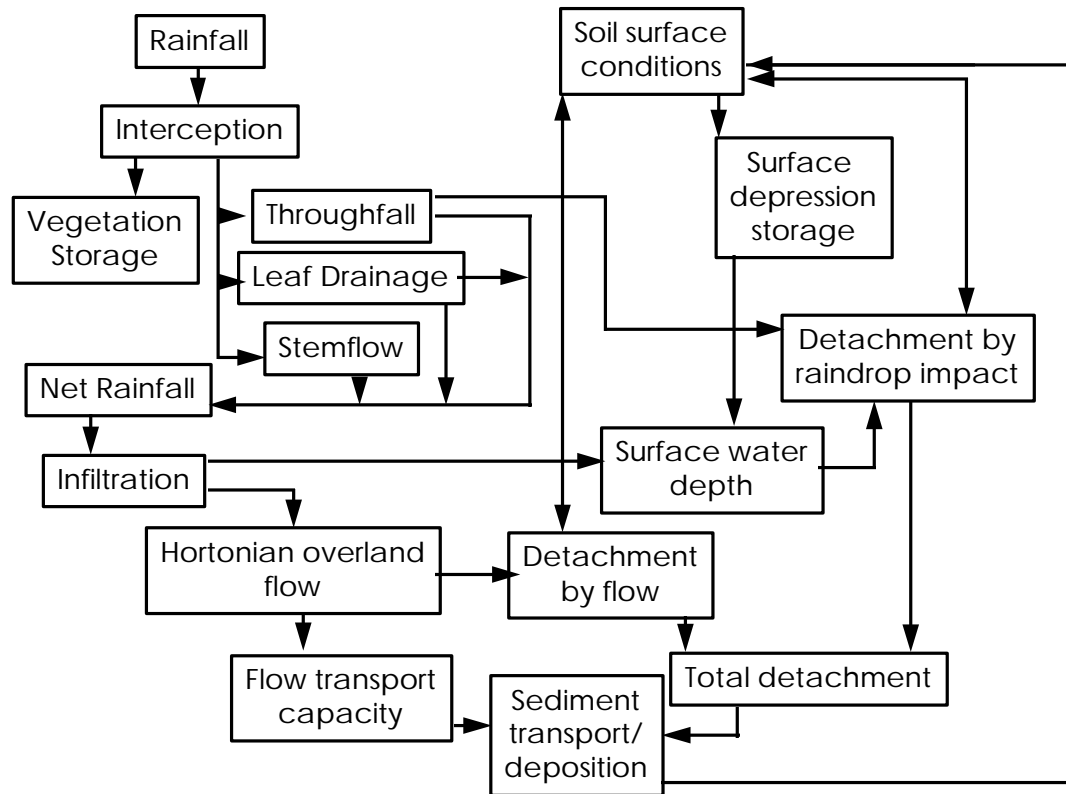 Rainfall
Soil surface
conditions
Interception
Surface
depression
storage
Vegetation
Storage
Throughfall
Leaf Drainage
Stemflow
Detachment by
raindrop impact
Net Rainfall
Infiltration
Surface water
depth
Hortonian overland
flow
Detachment
by flow
Flow transport
capacity
Total detachment
Sediment
transport/
deposition